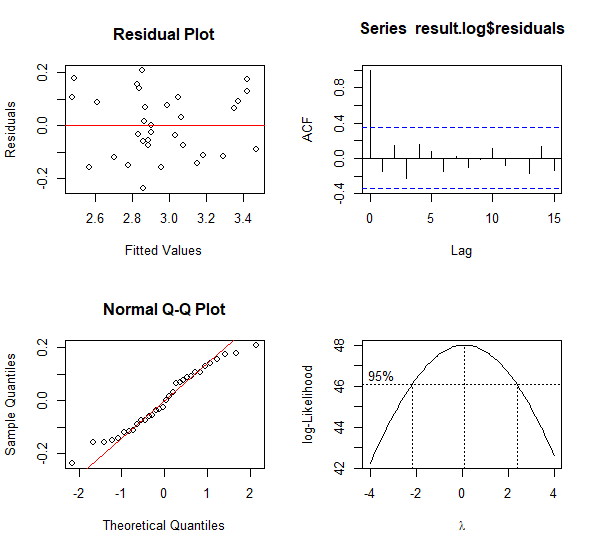 Residual Plot
Residuals
-0.2 0.0 0.2
2.6 2.8 3.0 3.2 3.4
Fitted Values
Series result.log$residuals
ACF
-0.4 0.0 0.4 0.8
0 5 10 15
Lag
Normal Q-Q Plot
Sample Quantiles
-0.2 0.0 0.2
-2 -1 0 1 2
Theoretical Quantiles
log-Likelihood
42 44 46 48
95%
-4 -2 0 2 4
λ